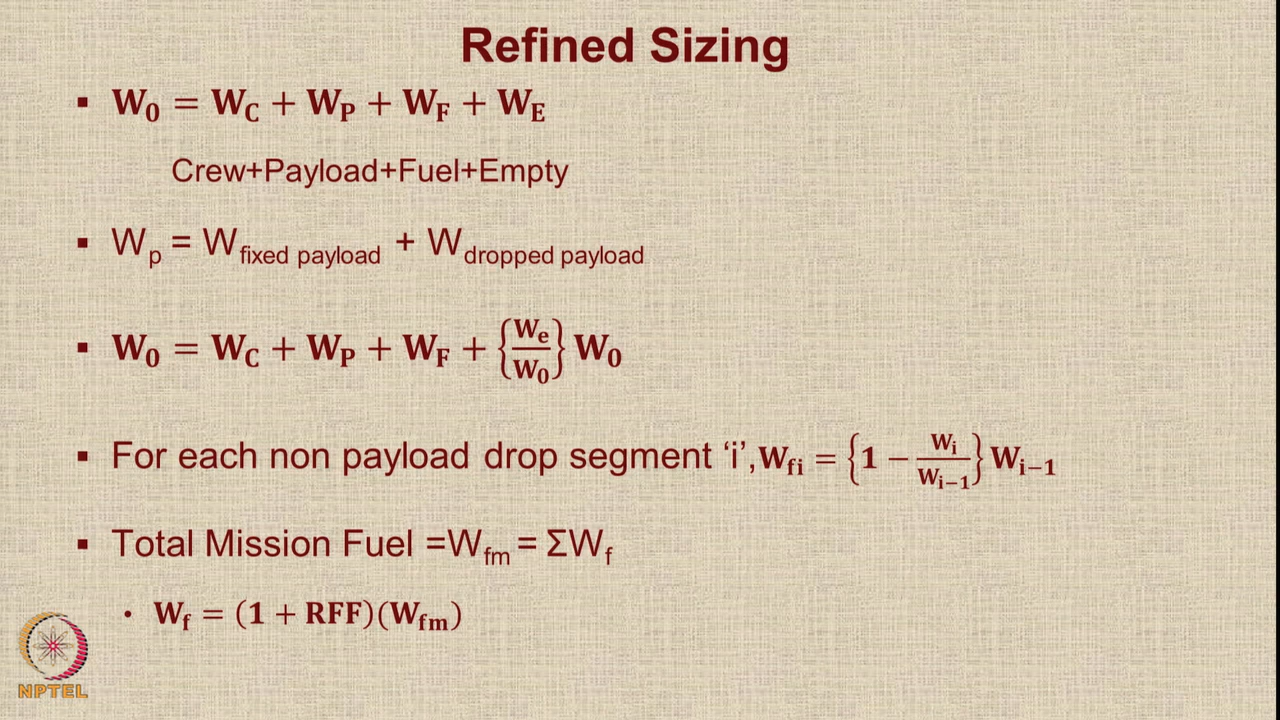 Refined Sizing
▪ W₀ = W_C + W_P + W_F + W_E
Crew+Payload+Fuel+Empty
▪ W_p = W_fixed payload + W_dropped payload
▪ W₀ = W_C + W_P + W_F + {W_e/W₀} W₀
▪ For each non payload drop segment ‘i’, W_fi = {1 − W_i/W_i−1} W_i−1
▪ Total Mission Fuel =W_fm = ΣW_f
• W_f = (1 + RFF)(W_fm)
NPTEL